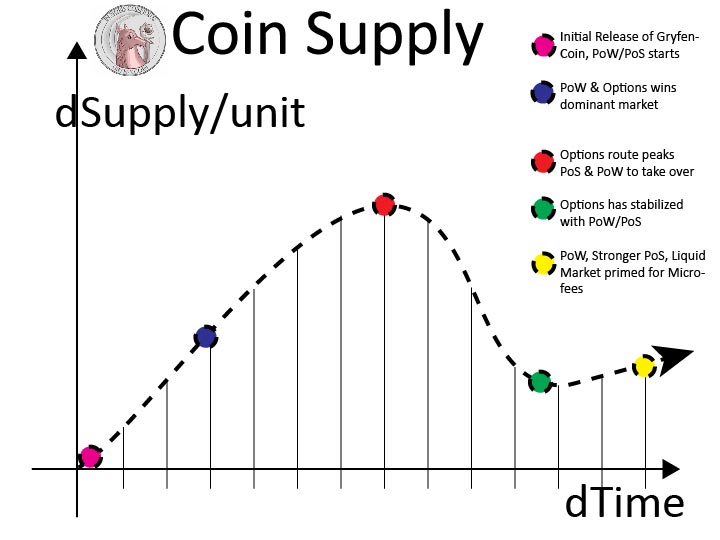 Coin Supply
dSupply/unit
Initial Release of Gryfen-
Coin, PoW/PoS starts
PoW & Options wins
dominant market
Options route peaks
PoS & PoW to take over
Options has stabilized
with PoW/PoS
PoW, Stronger PoS, Liquid
Market primed for Micro-
fees
dTime